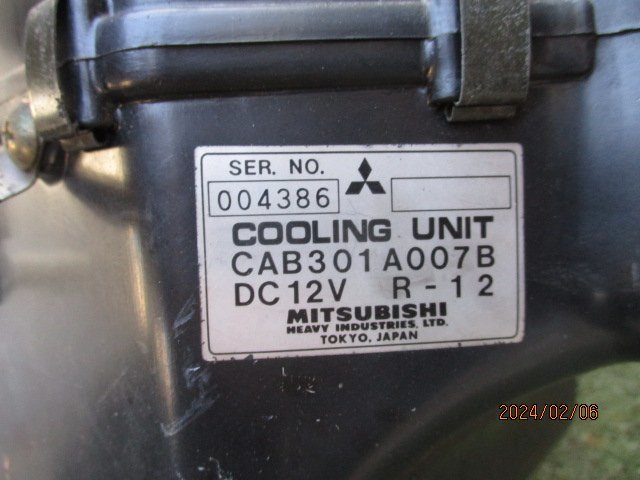 SER. NO.
004386
COOLING UNIT
CAB301A007B
DC12V R-12
MITSUBISHI
HEAVY INDUSTRIES, LTD.
TOKYO, JAPAN
2024/02/06